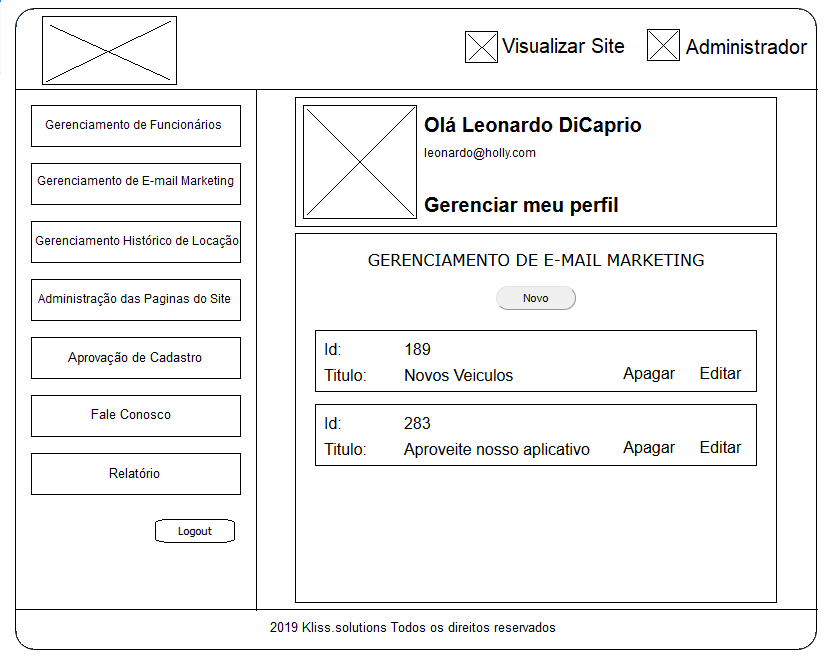 Visualizar Site
Administrador
Gerenciamento de Funcionários
Gerenciamento de E-mail Marketing
Gerenciamento Histórico de Locação
Administração das Paginas do Site
Aprovação de Cadastro
Fale Conosco
Relatório
Logout
Olá Leonardo DiCaprio
leonardo@holly.com
Gerenciar meu perfil
GERENCIAMENTO DE E-MAIL MARKETING
Novo
Id: 189
Titulo: Novos Veiculos Apagar Editar
Id: 283
Titulo: Aproveite nosso aplicativo Apagar Editar
2019 Kliss.solutions Todos os direitos reservados